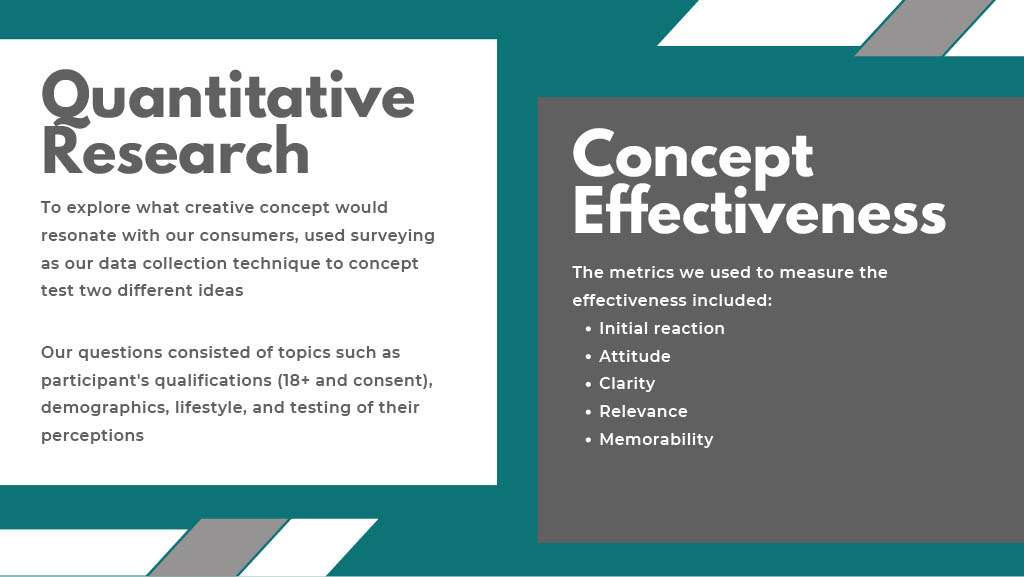 Quantitative
Research
To explore what creative concept would
resonate with our consumers, used surveying
as our data collection technique to concept
test two different ideas
Our questions consisted of topics such as
participant's qualifications (18+ and consent),
demographics, lifestyle, and testing of their
perceptions
Concept
Effectiveness
The metrics we used to measure the
effectiveness included:
• Initial reaction
• Attitude
• Clarity
• Relevance
• Memorability